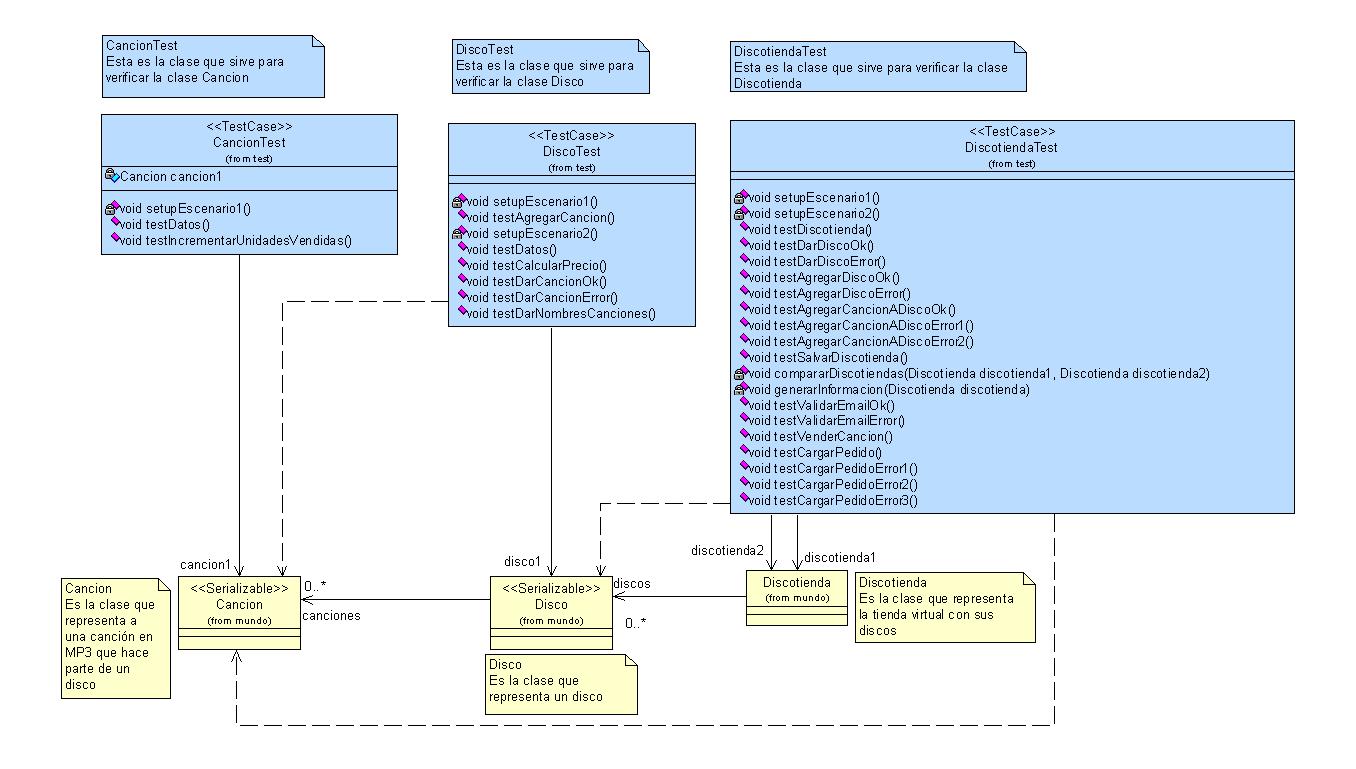 CancionTest
Esta es la clase que sirve para
verificar la clase Cancion
DiscoTest
Esta es la clase que sirve para
verificar la clase Disco
DiscotiendaTest
Esta es la clase que sirve para verificar la clase
Discotienda
<<TestCase>>
CancionTest
(from test)
Cancion cancion1
void setupEscenario1()
void testDatos()
void testIncrementarUnidadesVendidas()
<<TestCase>>
DiscoTest
(from test)
void setupEscenario1()
void testAgregarCancion()
void setupEscenario2()
void testDatos()
void testCalcularPrecio()
void testDarCancionOk()
void testDarCancionError()
void testDarNombresCanciones()
<<TestCase>>
DiscotiendaTest
(from test)
void setupEscenario1()
void setupEscenario2()
void testDiscotienda()
void testDarDiscoOk()
void testDarDiscoError()
void testAgregarDiscoOk()
void testAgregarDiscoError()
void testAgregarCancionADiscoOk()
void testAgregarCancionADiscoError1()
void testAgregarCancionADiscoError2()
void testSalvarDiscotienda()
void compararDiscotiendas(Discotienda discotienda1, Discotienda discotienda2)
void generarInformacion(Discotienda discotienda)
void testValidarEmailOk()
void testValidarEmailError()
void testVenderCancion()
void testCargarPedido()
void testCargarPedidoError1()
void testCargarPedidoError2()
void testCargarPedidoError3()
cancion1
disco1
discotienda2
discotienda1
Cancion
Es la clase que
representa a
una canción en
MP3 que hace
parte de un
disco
<<Serializable>>
Cancion
(from mundo)
0..*
canciones
<<Serializable>>
Disco
(from mundo)
discos
0..*
Discotienda
(from mundo)
Discotienda
Es la clase que representa
la tienda virtual con sus
discos
Disco
Es la clase que
representa un disco